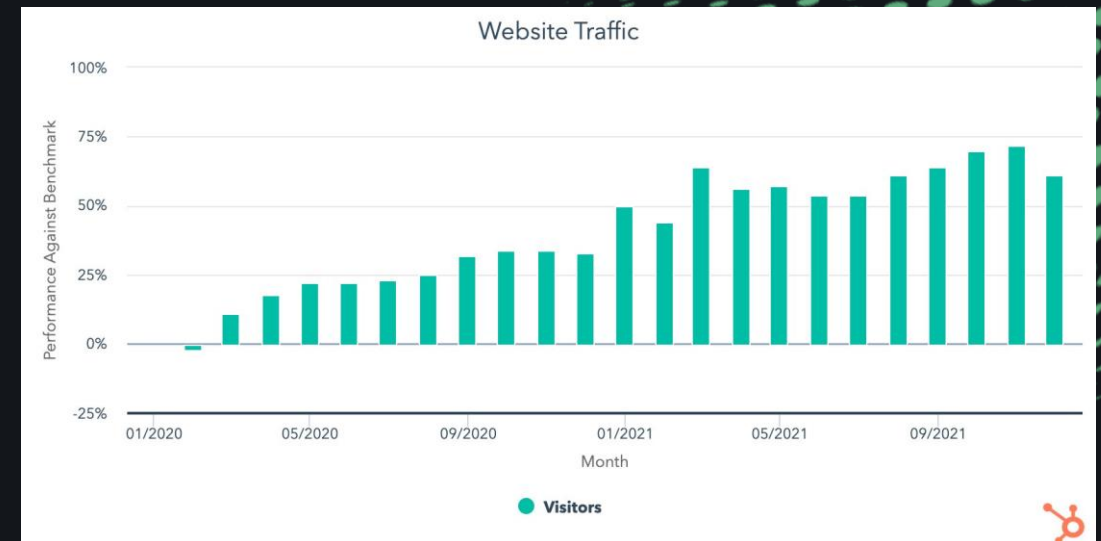 Website Traffic
100%
75%
50%
25%
0%
-25%
Performance Against Benchmark
01/2020 05/2020 09/2020 01/2021 05/2021 09/2021
Month
Visitors